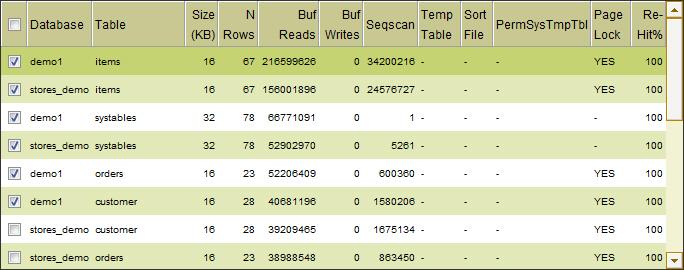 Database Table Size (KB) N Rows Buf Reads Buf Writes Seqscan Temp Table Sort File PermSysTmpTbl Page Lock Re-Hit%
demo1 items 16 67 216599626 0 34200216 - - - YES 100
stores_demo items 16 67 156001896 0 24576727 - - - YES 100
demo1 systables 32 78 66771091 0 1 - - - - 100
stores_demo systables 32 78 52902970 0 5261 - - - - 100
demo1 orders 16 23 52206409 0 600360 - - - YES 100
demo1 customer 16 28 40681196 0 1580206 - - - YES 100
stores_demo customer 16 28 39209465 0 1675134 - - - YES 100
stores_demo orders 16 23 38988548 0 863450 - - - YES 100